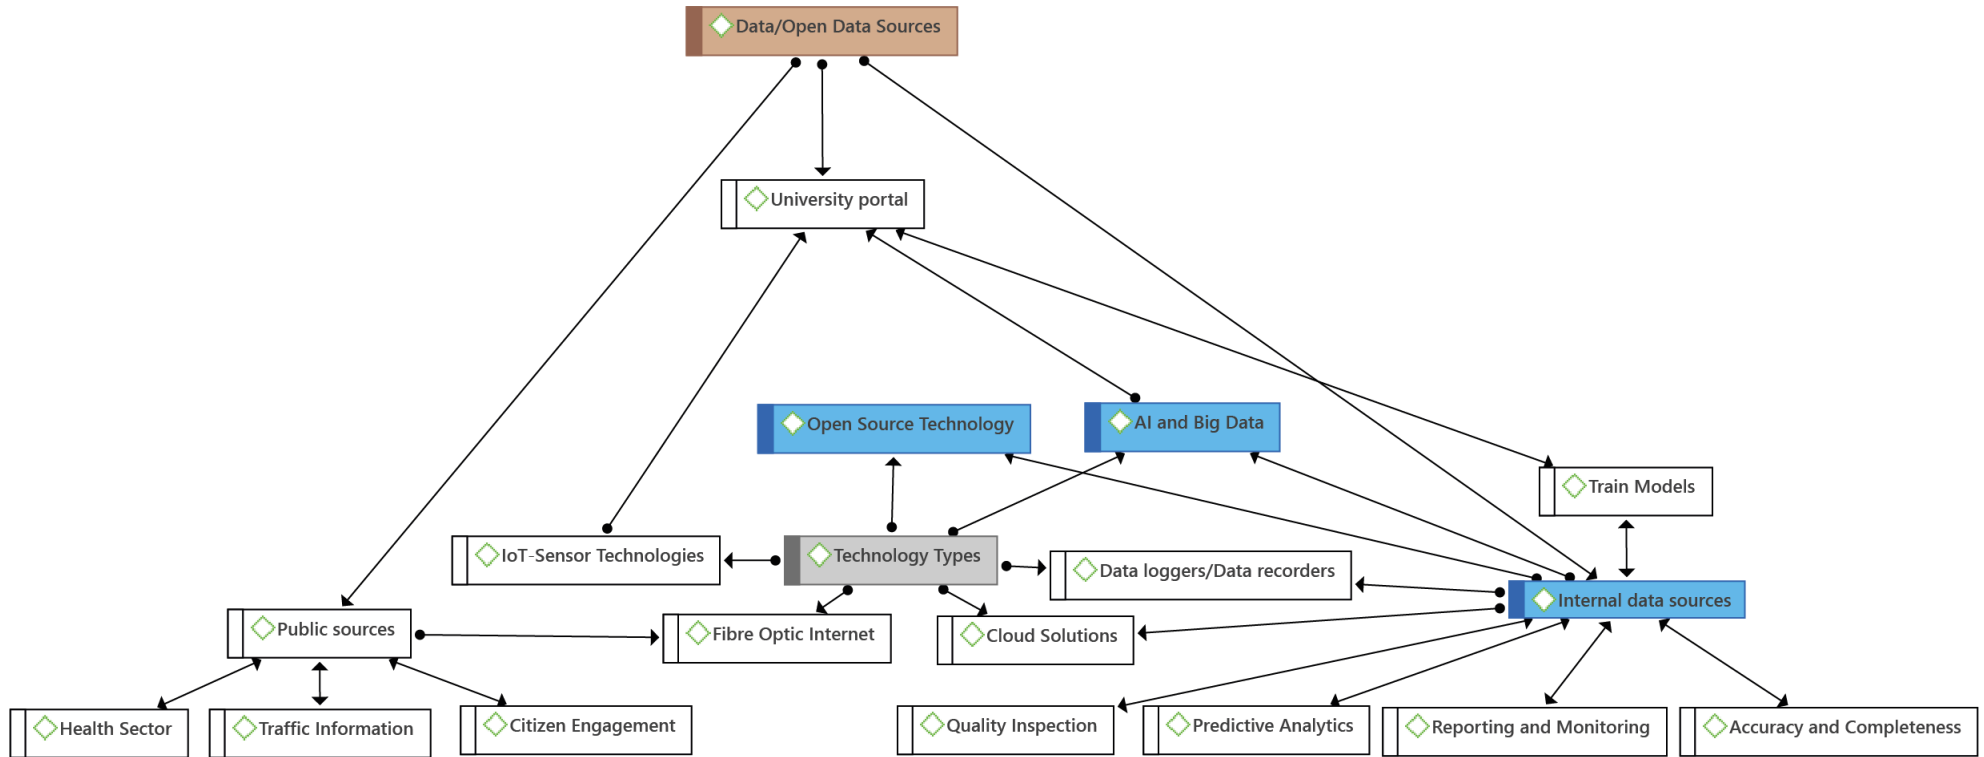 Data/Open Data Sources
University portal
Open Source Technology
AI and Big Data
Train Models
IoT-Sensor Technologies
Technology Types
Data loggers/Data recorders
Internal data sources
Public sources
Fibre Optic Internet
Cloud Solutions
Health Sector
Traffic Information
Citizen Engagement
Quality Inspection
Predictive Analytics
Reporting and Monitoring
Accuracy and Completeness